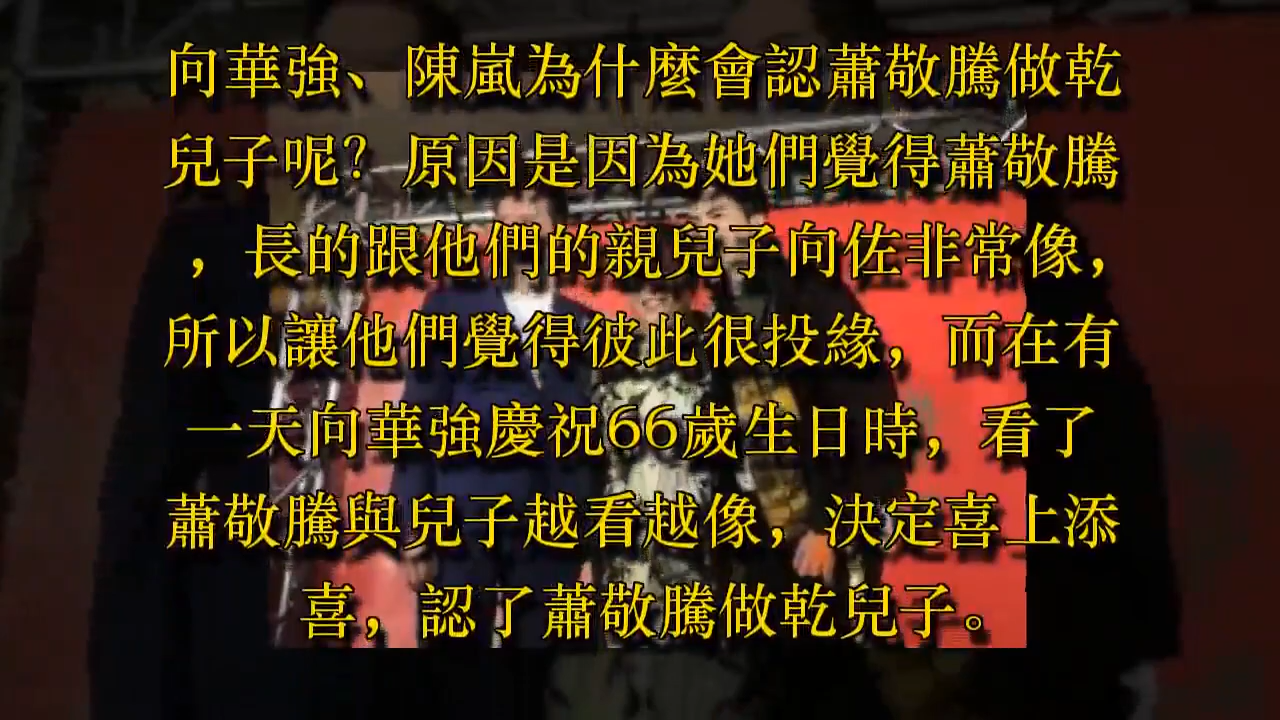 向華強、陳嵐為什麼會認蕭敬騰做乾
兒子呢？原因是因為她們覺得蕭敬騰
，長的跟他們的親兒子向佐非常像，
所以讓他們覺得彼此很投緣，而在有
一天向華強慶祝66歲生日時，看了
蕭敬騰與兒子越看越像，決定喜上添
喜，認了蕭敬騰做乾兒子。